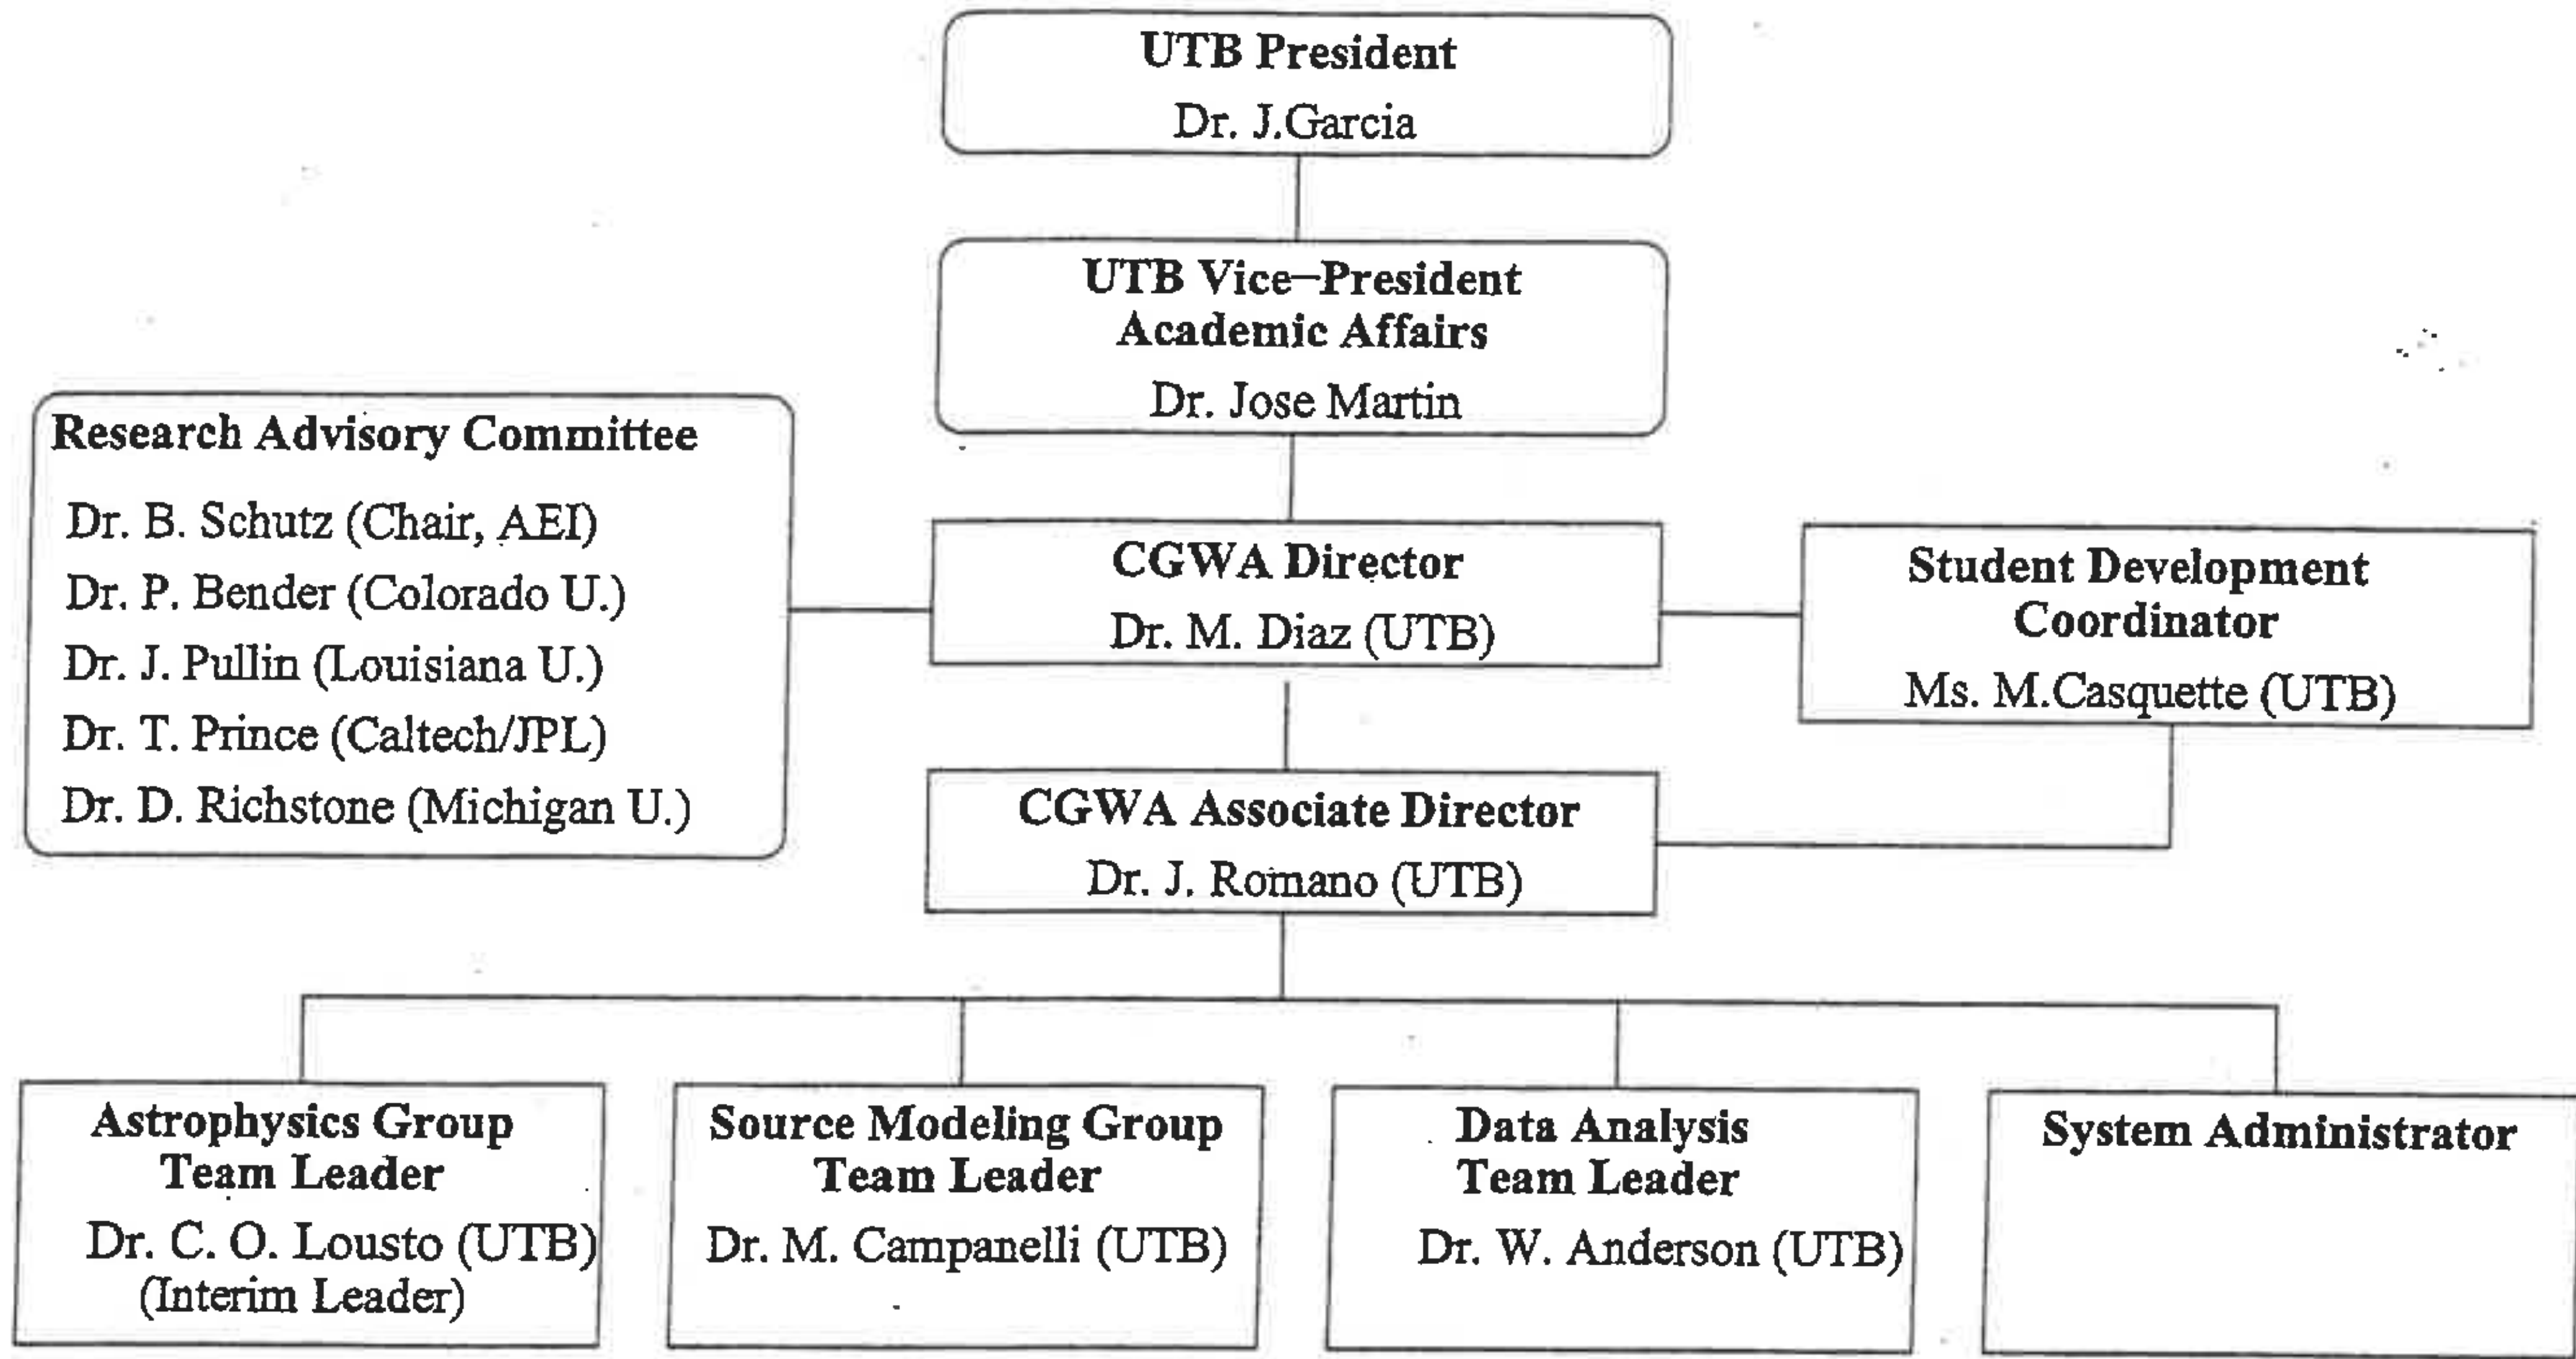 UTB President
Dr. J.Garcia
UTB Vice–President
Academic Affairs
Dr. Jose Martin
Research Advisory Committee
Dr. B. Schutz (Chair, AEI)
Dr. P. Bender (Colorado U.)
Dr. J. Pullin (Louisiana U.)
Dr. T. Prince (Caltech/JPL)
Dr. D. Richstone (Michigan U.)
CGWA Director
Dr. M. Diaz (UTB)
Student Development
Coordinator
Ms. M.Casquette (UTB)
CGWA Associate Director
Dr. J. Romano (UTB)
Astrophysics Group
Team Leader
Dr. C. O. Lousto (UTB)
(Interim Leader)
Source Modeling Group
Team Leader
Dr. M. Campanelli (UTB)
Data Analysis
Team Leader
Dr. W. Anderson (UTB)
System Administrator